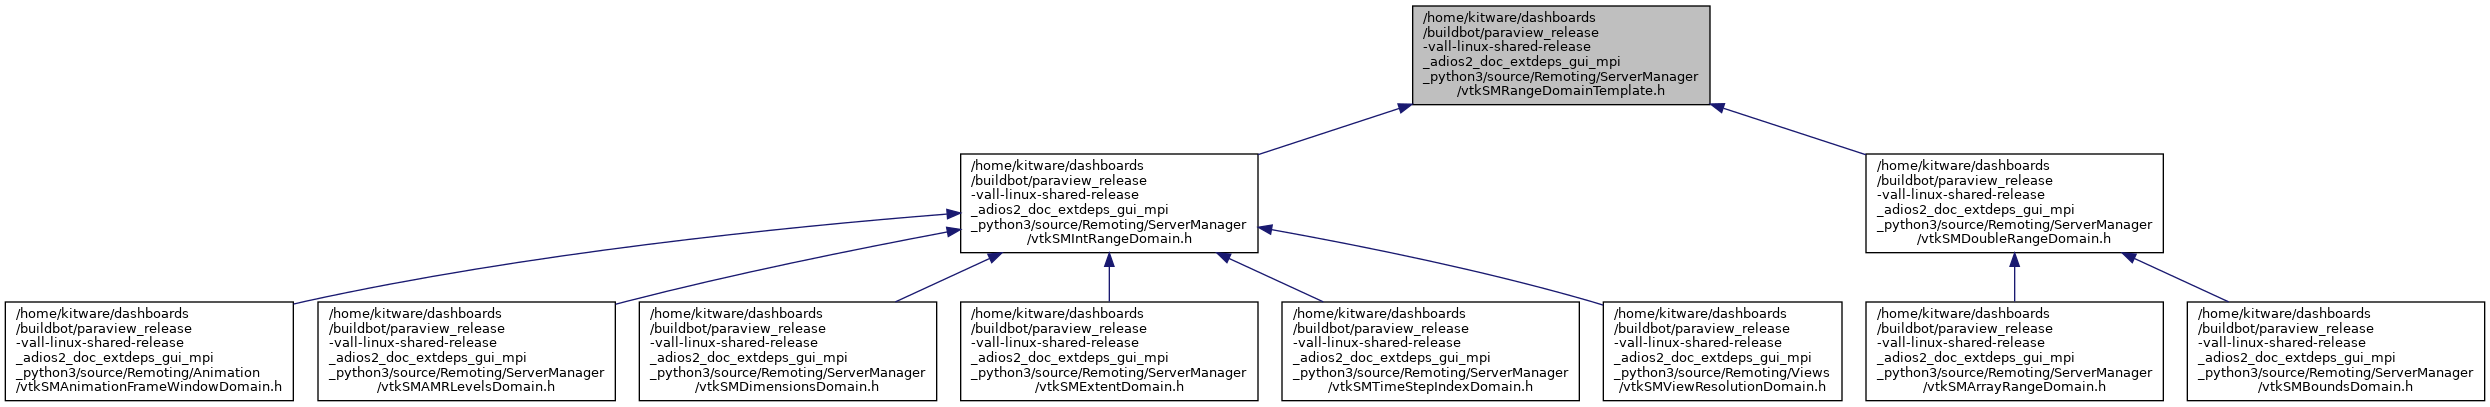 /home/kitware/dashboards
/buildbot/paraview_release
-vall-linux-shared-release
_adios2_doc_extdeps_gui_mpi
_python3/source/Remoting/ServerManager
/vtkSMRangeDomainTemplate.h
/home/kitware/dashboards
/buildbot/paraview_release
-vall-linux-shared-release
_adios2_doc_extdeps_gui_mpi
_python3/source/Remoting/ServerManager
/vtkSMIntRangeDomain.h
/home/kitware/dashboards
/buildbot/paraview_release
-vall-linux-shared-release
_adios2_doc_extdeps_gui_mpi
_python3/source/Remoting/ServerManager
/vtkSMDoubleRangeDomain.h
/home/kitware/dashboards
/buildbot/paraview_release
-vall-linux-shared-release
_adios2_doc_extdeps_gui_mpi
_python3/source/Remoting/Animation
/vtkSMAnimationFrameWindowDomain.h
/home/kitware/dashboards
/buildbot/paraview_release
-vall-linux-shared-release
_adios2_doc_extdeps_gui_mpi
_python3/source/Remoting/ServerManager
/vtkSMAMRLevelsDomain.h
/home/kitware/dashboards
/buildbot/paraview_release
-vall-linux-shared-release
_adios2_doc_extdeps_gui_mpi
_python3/source/Remoting/ServerManager
/vtkSMDimensionsDomain.h
/home/kitware/dashboards
/buildbot/paraview_release
-vall-linux-shared-release
_adios2_doc_extdeps_gui_mpi
_python3/source/Remoting/ServerManager
/vtkSMExtentDomain.h
/home/kitware/dashboards
/buildbot/paraview_release
-vall-linux-shared-release
_adios2_doc_extdeps_gui_mpi
_python3/source/Remoting/ServerManager
/vtkSMTimeStepIndexDomain.h
/home/kitware/dashboards
/buildbot/paraview_release
-vall-linux-shared-release
_adios2_doc_extdeps_gui_mpi
_python3/source/Remoting/Views
/vtkSMViewResolutionDomain.h
/home/kitware/dashboards
/buildbot/paraview_release
-vall-linux-shared-release
_adios2_doc_extdeps_gui_mpi
_python3/source/Remoting/ServerManager
/vtkSMArrayRangeDomain.h
/home/kitware/dashboards
/buildbot/paraview_release
-vall-linux-shared-release
_adios2_doc_extdeps_gui_mpi
_python3/source/Remoting/ServerManager
/vtkSMBoundsDomain.h